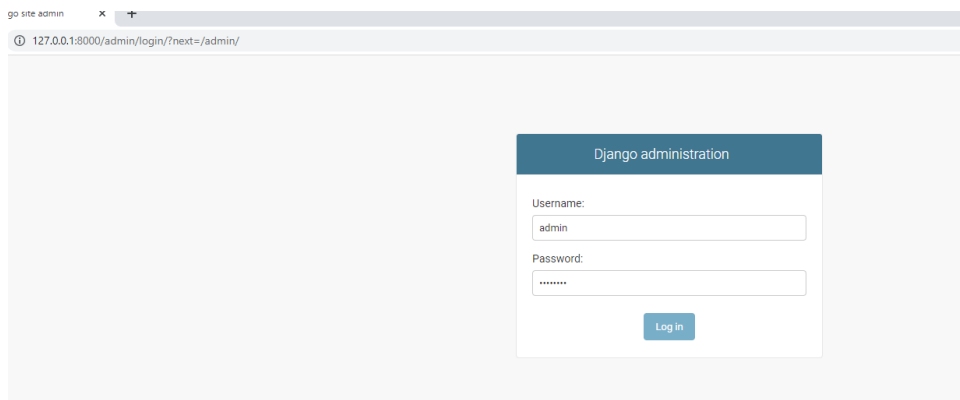 go site admin
127.0.0.1:8000/admin/login/?next=/admin/
Django administration
Username:
admin
Password:
••••••••
Log in